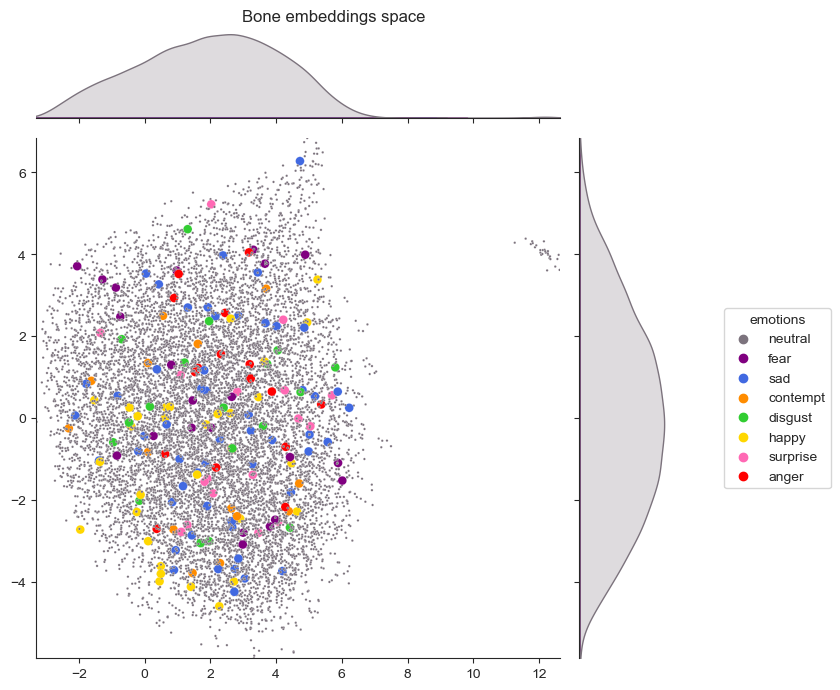 Bone embeddings space
6
4
2
0
−2
−4
−2 0 2 4 6 8 10 12
emotions
neutral
fear
sad
contempt
disgust
happy
surprise
anger